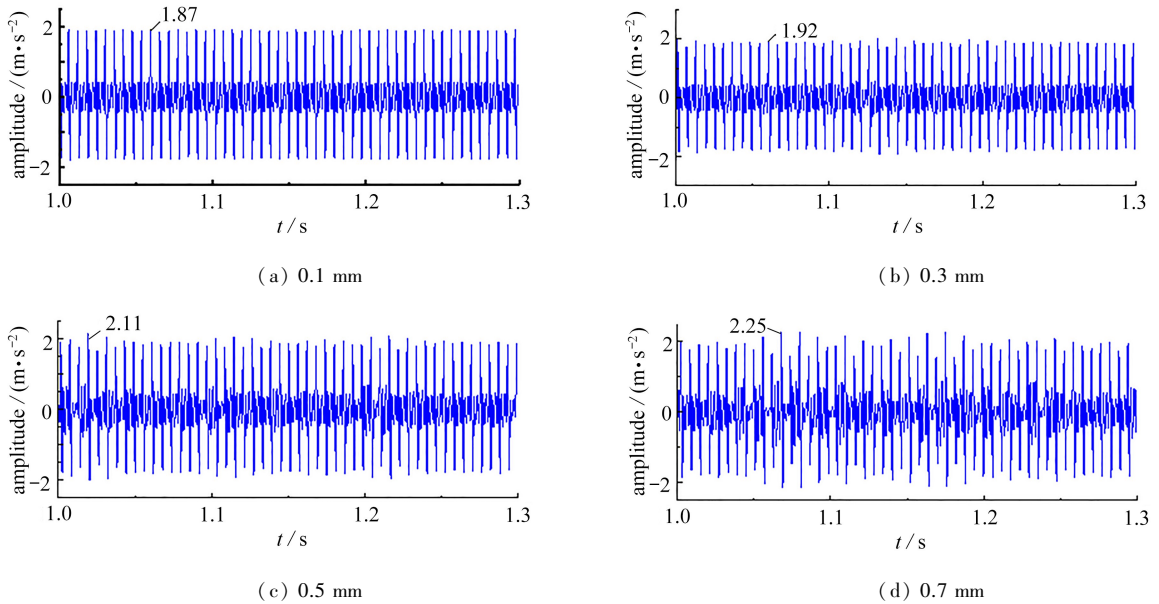 1.87
2
0
−2
amplitude / (m•s⁻²)
1.0
1.1
1.2
1.3
t / s
(a) 0.1 mm
1.92
2
0
−2
amplitude / (m•s⁻²)
1.0
1.1
1.2
1.3
t / s
(b) 0.3 mm
2.11
2
0
−2
amplitude / (m•s⁻²)
1.0
1.1
1.2
1.3
t / s
(c) 0.5 mm
2.25
2
0
−2
amplitude / (m•s⁻²)
1.0
1.1
1.2
1.3
t / s
(d) 0.7 mm